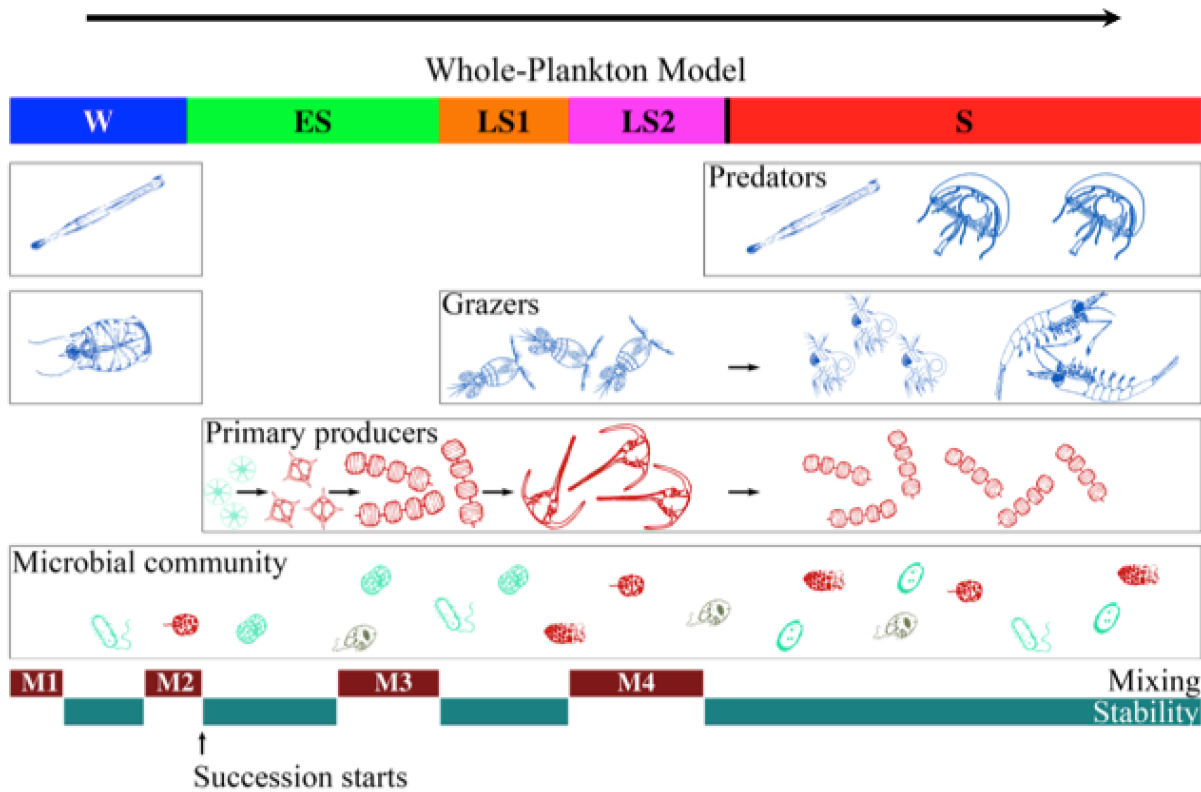 Whole-Plankton Model
W ES LS1 LS2 S
Predators
Grazers
Primary producers
Microbial community
M1 M2 M3 M4 Mixing
Stability
Succession starts